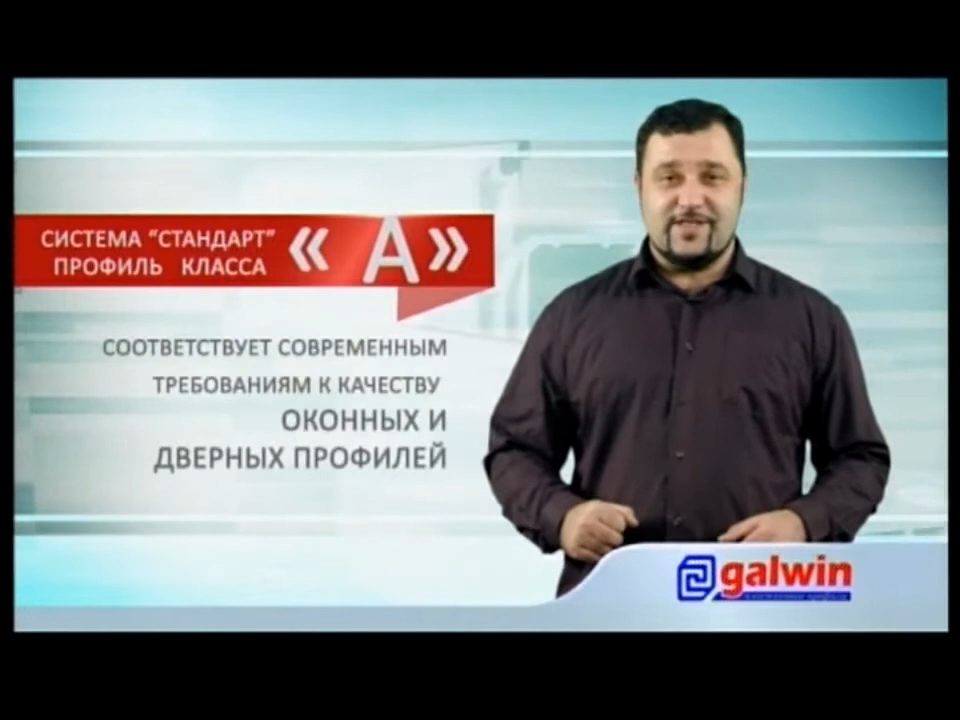 СИСТЕМА “СТАНДАРТ”
ПРОФИЛЬ КЛАССА
« А »
СООТВЕТСТВУЕТ СОВРЕМЕННЫМ
ТРЕБОВАНИЯМ К КАЧЕСТВУ
ОКОННЫХ И
ДВЕРНЫХ ПРОФИЛЕЙ
galwin